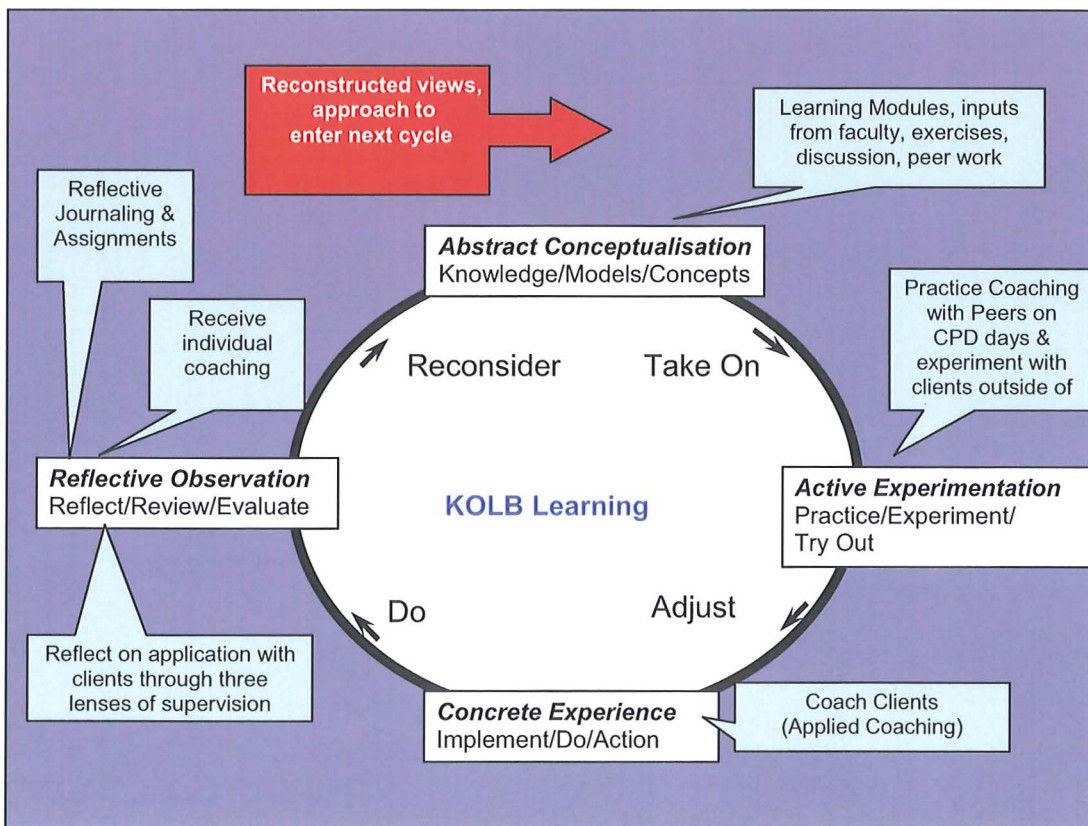 Reconstructed views,
approach to
enter next cycle
Learning Modules, inputs
from faculty, exercises,
discussion, peer work
Reflective
Journaling &
Assignments
Receive
individual
coaching
Abstract Conceptualisation
Knowledge/Models/Concepts
Practice Coaching
with Peers on
CPD days &
experiment with
clients outside of
Reconsider
Take On
Reflective Observation
Reflect/Review/Evaluate
KOLB Learning
Active Experimentation
Practice/Experiment/
Try Out
Do
Adjust
Reflect on application with
clients through three
lenses of supervision
Concrete Experience
Implement/Do/Action
Coach Clients
(Applied Coaching)